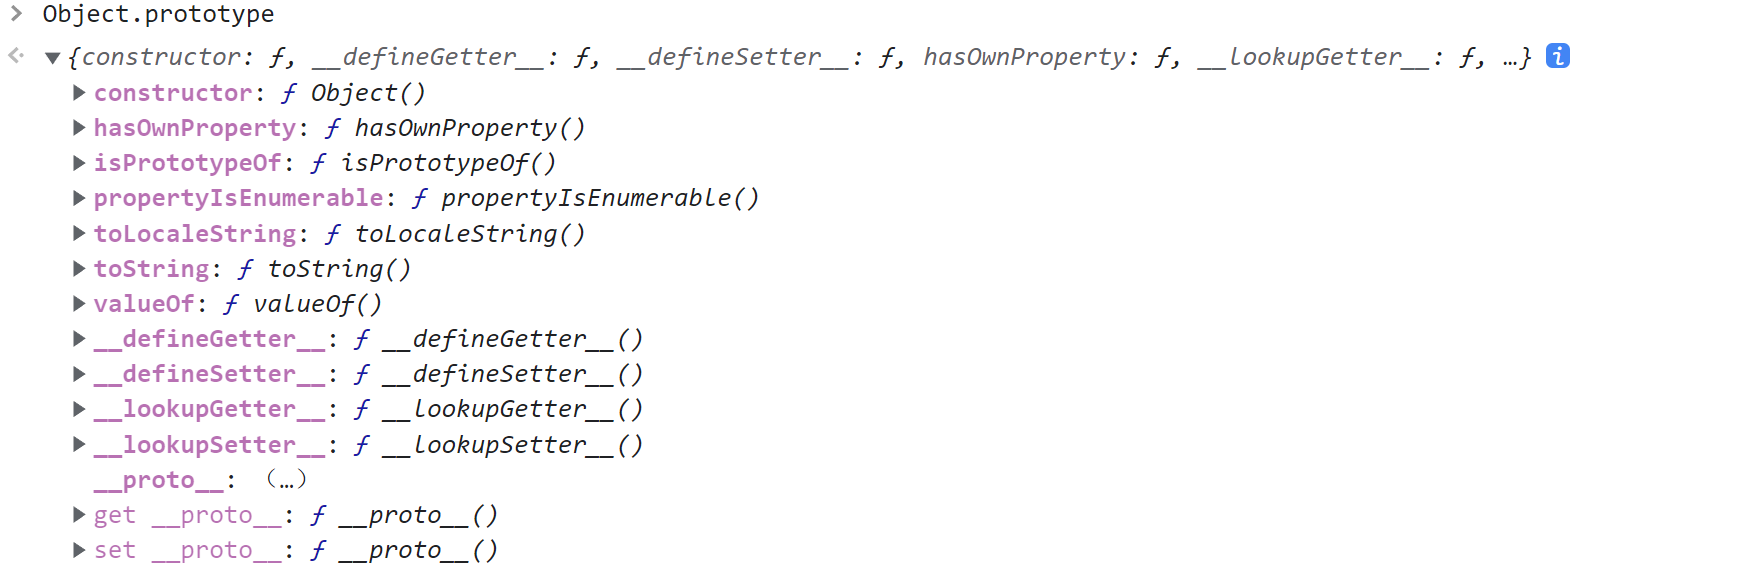 Object.prototype
{constructor: ƒ, __defineGetter__: ƒ, __defineSetter__: ƒ, hasOwnProperty: ƒ, __lookupGetter__: ƒ, …} i
constructor: ƒ Object()
hasOwnProperty: ƒ hasOwnProperty()
isPrototypeOf: ƒ isPrototypeOf()
propertyIsEnumerable: ƒ propertyIsEnumerable()
toLocaleString: ƒ toLocaleString()
toString: ƒ toString()
valueOf: ƒ valueOf()
__defineGetter__: ƒ __defineGetter__()
__defineSetter__: ƒ __defineSetter__()
__lookupGetter__: ƒ __lookupGetter__()
__lookupSetter__: ƒ __lookupSetter__()
__proto__: （…）
get __proto__: ƒ __proto__()
set __proto__: ƒ __proto__()